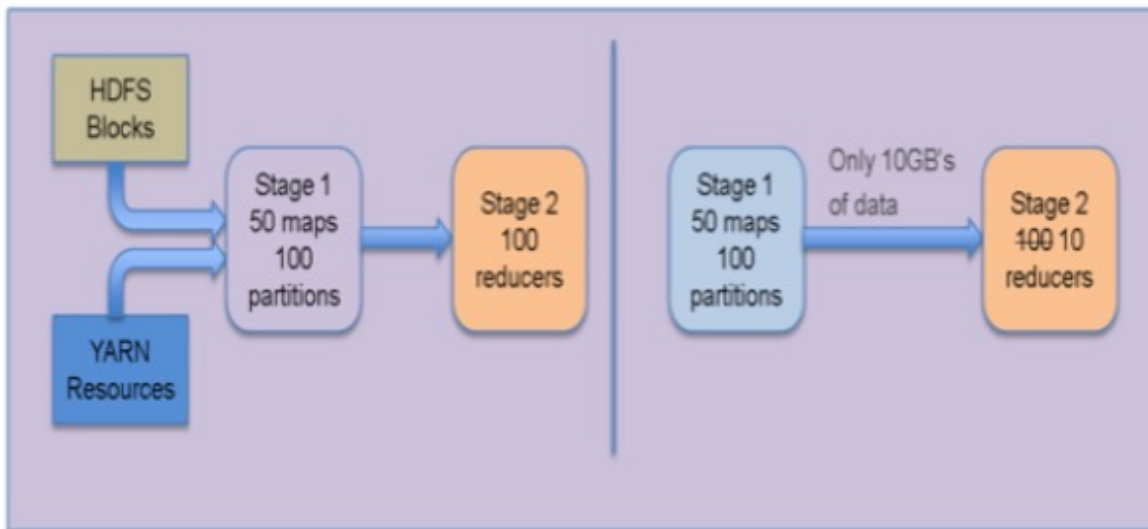 HDFS
Blocks
YARN
Resources
Stage 1
50 maps
100
partitions
Stage 2
100
reducers
Stage 1
50 maps
100
partitions
Only 10GB's
of data
Stage 2
100 10
reducers